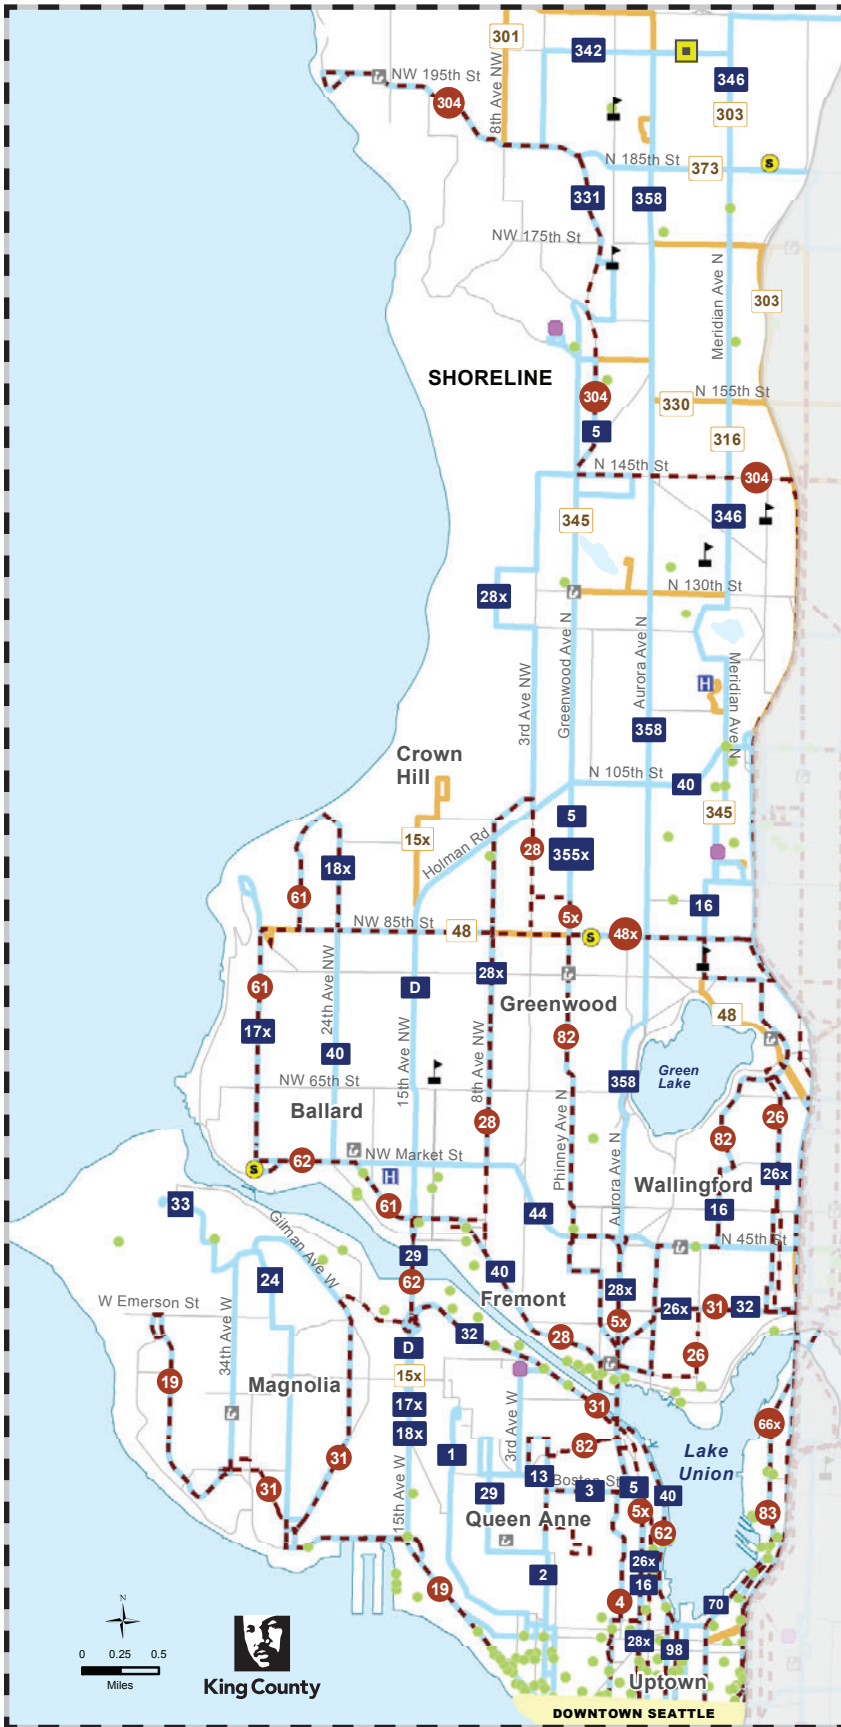 301
342
8th Ave NW
NW 195th St
346
304
303
N 185th St
373
S
331
358
NW 175th St
Meridian Ave N
303
SHORELINE
304
N 155th St
330
5
316
N 145th St
304
345
346
N 130th St
28x
Greenwood Ave N
Aurora Ave N
3rd Ave NW
H
Meridian Ave N
358
Crown
Hill
N 105th St
40
5
345
15x
Holman Rd
28
355x
18x
61
16
5x
NW 85th St
48
S
48x
28x
61
D
Greenwood
48
24th Ave NW
17x
82
40
15th Ave NW
8th Ave NW
Green
Lake
NW 65th St
358
Ballard
Phinney Ave N
26
28
82
Aurora Ave N
NW Market St
62
S
H
Wallingford
26x
33
61
44
16
Gilman Ave W
N 45th St
29
40
24
62
28x
W Emerson St
34th Ave W
Fremont
26x
31
32
5x
32
28
D
26
19
Magnolia
15x
31
17x
3rd Ave W
66x
18x
82
Lake
Union
1
31
13
Boston St
31
29
3
5
40
15th Ave W
5x
83
Queen Anne
62
26x
2
16
19
4
70
N
0 0.25 0.5
Miles
28x
98
King County
Uptown
DOWNTOWN SEATTLE